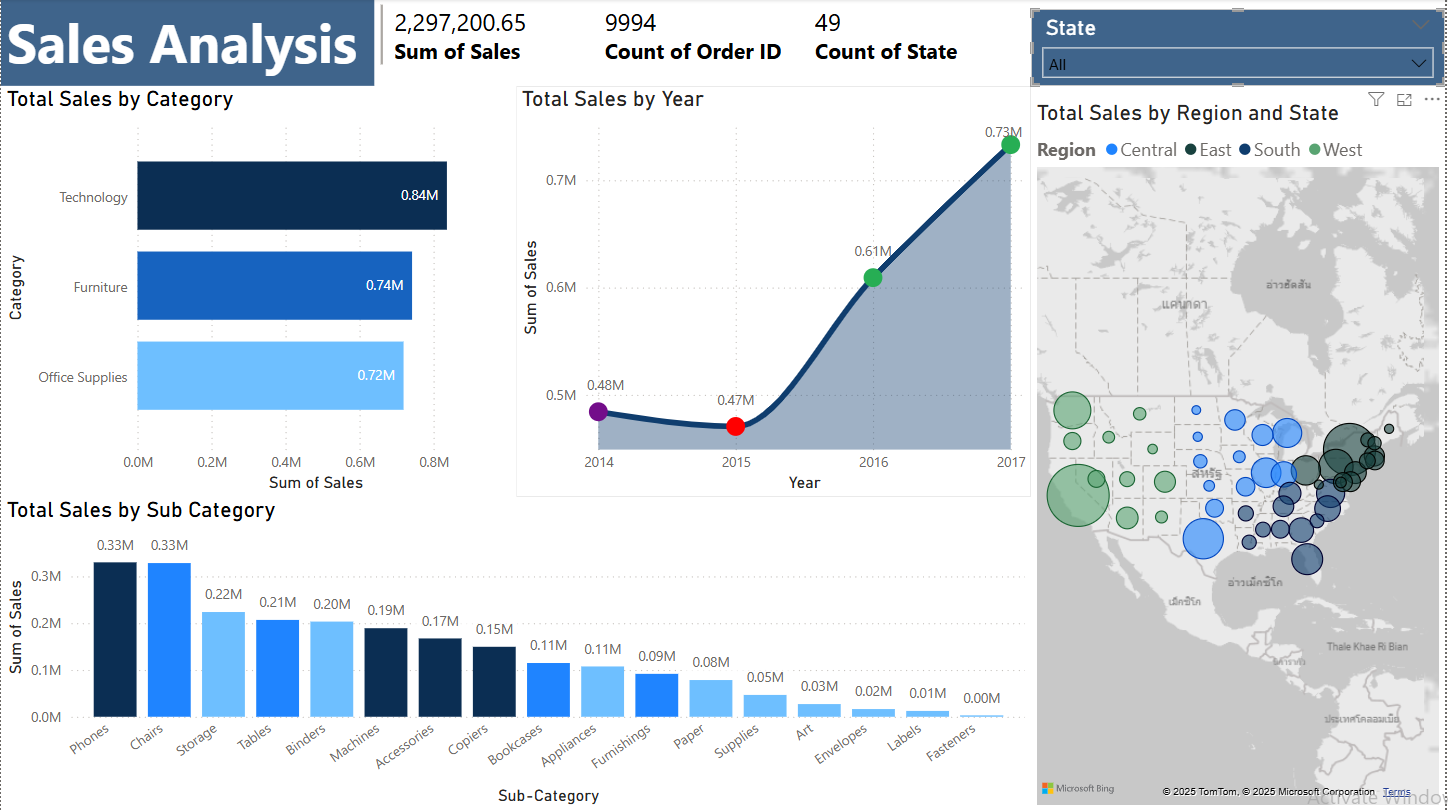 Sales Analysis
2,297,200.65
Sum of Sales
9994
Count of Order ID
49
Count of State
State
All
Total Sales by Category
Category
Technology
0.84M
Furniture
0.74M
Office Supplies
0.72M
0.0M 0.2M 0.4M 0.6M 0.8M
Sum of Sales
Total Sales by Year
Sum of Sales
0.7M
0.6M
0.5M
0.48M
0.47M
0.61M
0.73M
2014 2015 2016 2017
Year
Total Sales by Region and State
Region Central East South West
แคนาดา
อ่าวฮัดสัน
สหรัฐ
อ่าวเม็กซิโก
เม็กซิโก
Thale Khae Ri Bian
ประเทศโคลอมเบีย
Microsoft Bing
© 2025 TomTom, © 2025 Microsoft Corporation Terms
Activate Windo
Total Sales by Sub Category
Sum of Sales
0.3M
0.2M
0.1M
0.0M
0.33M 0.33M 0.22M 0.21M 0.20M 0.19M 0.17M 0.15M 0.11M 0.11M 0.09M 0.08M 0.05M 0.03M 0.02M 0.01M 0.00M
Phones Chairs Storage Tables Binders Machines Accessories Copiers Bookcases Appliances Furnishings Paper Supplies Art Envelopes Labels Fasteners
Sub-Category